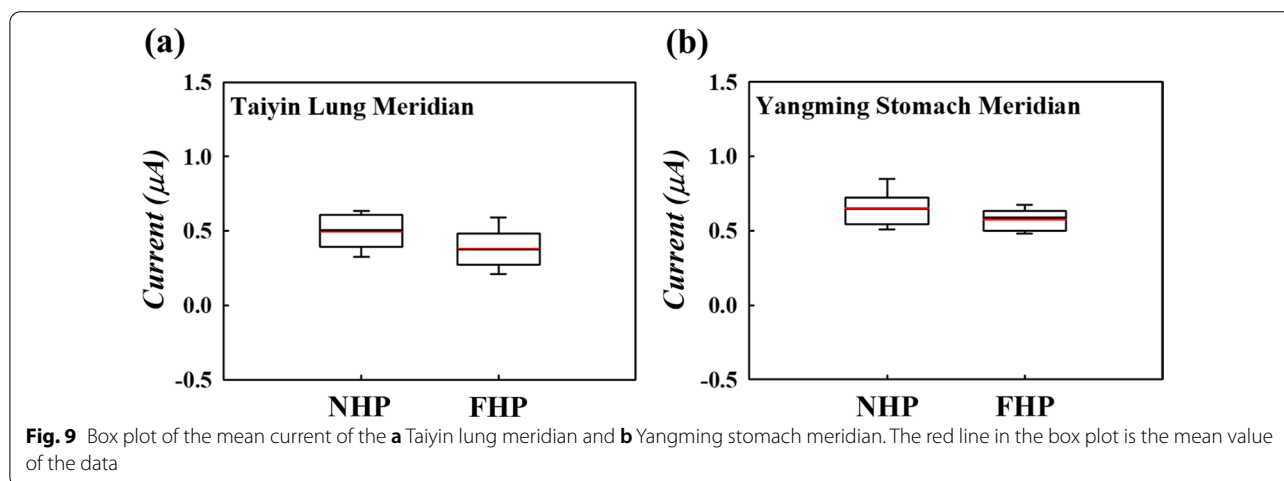 (a)
1.5
Taiyin Lung Meridian
1.0
0.5
0.0
-0.5
Current (μA)
NHP FHP
(b)
1.5
Yangming Stomach Meridian
1.0
0.5
0.0
-0.5
Current (μA)
NHP FHP
Fig. 9 Box plot of the mean current of the a Taiyin lung meridian and b Yangming stomach meridian. The red line in the box plot is the mean value
of the data